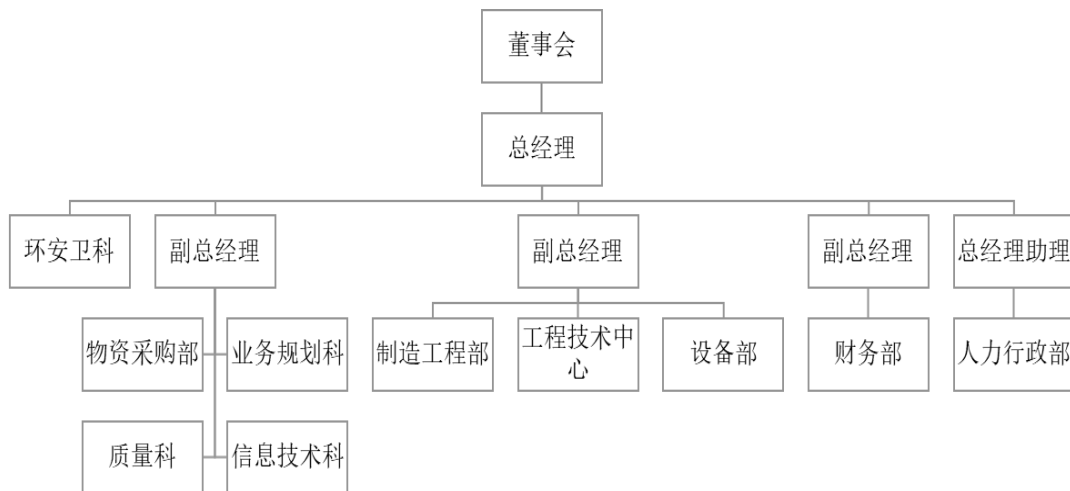 董事会
总经理
环安卫科
副总经理
副总经理
副总经理
总经理助理
物资采购部
业务规划科
制造工程部
工程技术中
心
设备部
财务部
人力行政部
质量科
信息技术科